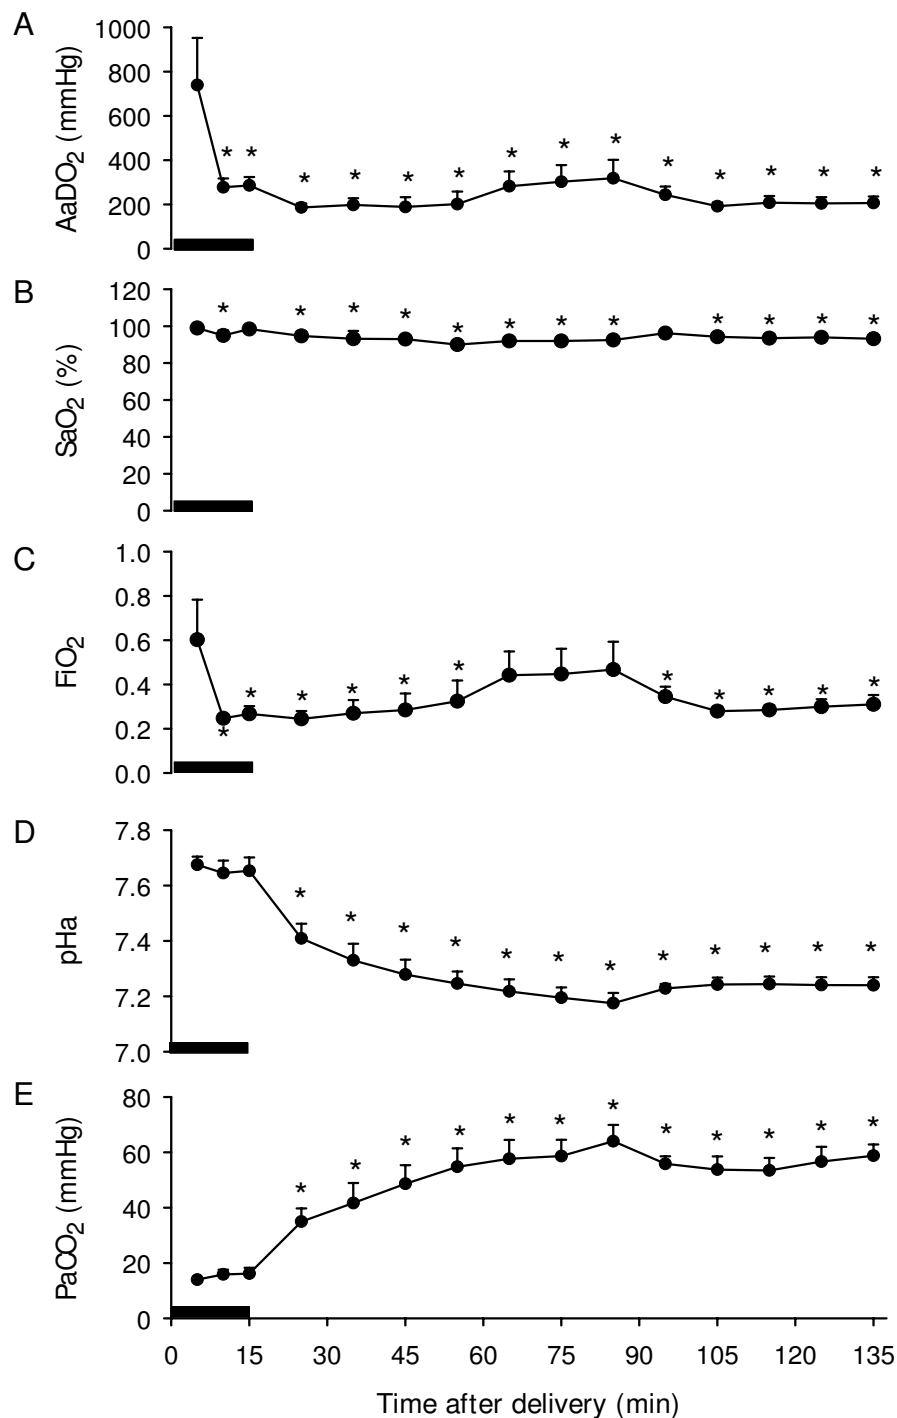 A
AaDO2 (mmHg)
1000
800
600
400
200
0
* * * * * * * * * * * * * *
B
SaO2 (%)
120
100
80
60
40
20
0
* * * * * * * * * * * *
C
FiO2
1.0
0.8
0.6
0.4
0.2
0.0
* * * * * * * * * * *
D
pHa
7.8
7.6
7.4
7.2
7.0
* * * * * * * * * * * *
E
PaCO2 (mmHg)
80
60
40
20
0
* * * * * * * * * * * *
0 15 30 45 60 75 90 105 120 135
Time after delivery (min)